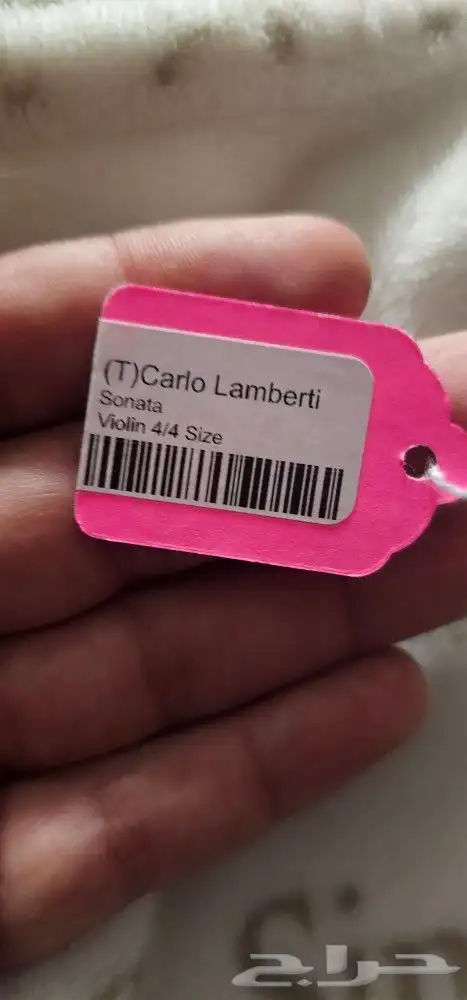 (T)Carlo Lamberti
Sonata
Violin 4/4 Size
حراج